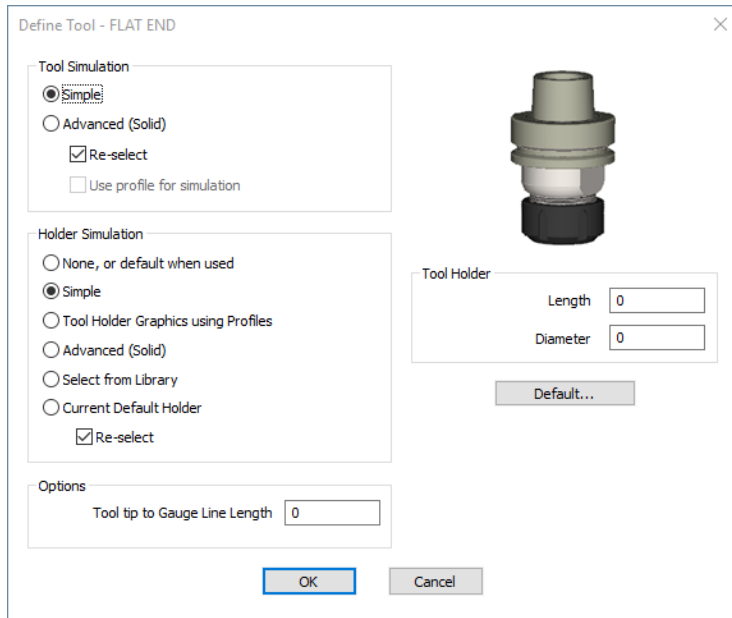 Define Tool - FLAT END
Tool Simulation
Simple
Advanced (Solid)
Re-select
Use profile for simulation
Holder Simulation
None, or default when used
Simple
Tool Holder Graphics using Profiles
Advanced (Solid)
Select from Library
Current Default Holder
Re-select
Options
Tool tip to Gauge Line Length 0
Tool Holder
Length 0
Diameter 0
Default...
OK Cancel